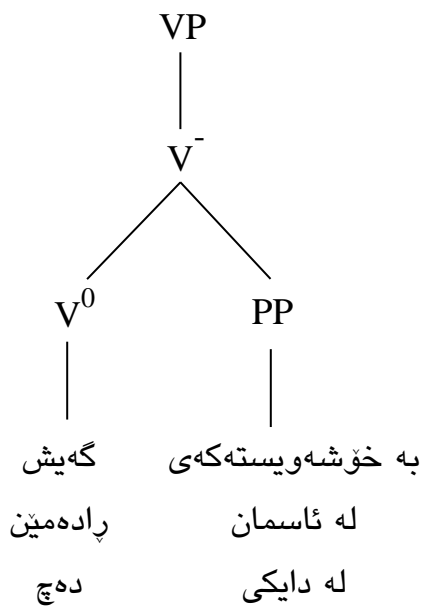 VP
V⁻
V⁰ PP
گەیش بە خۆشەویستەکەی
ڕادەمێن لە ئاسمان
دەچ لە دایکی